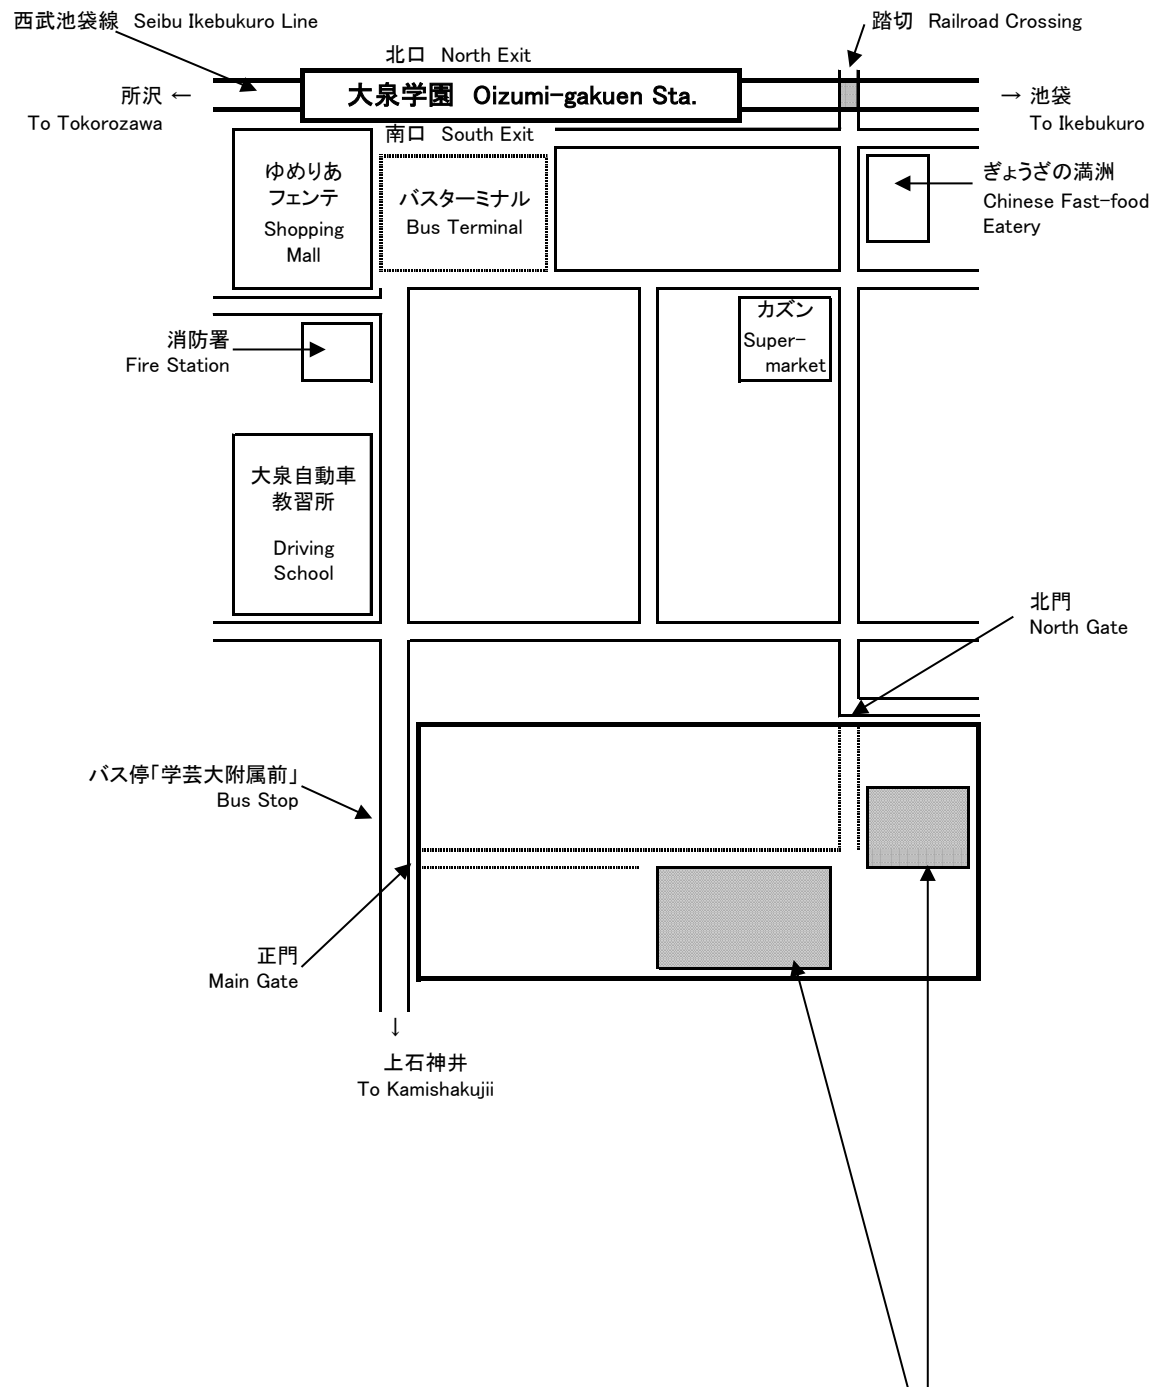 西武池袋線 Seibu Ikebukuro Line
踏切 Railroad Crossing
北口 North Exit
大泉学園 Oizumi-gakuen Sta.
所沢 ←
To Tokorozawa
→ 池袋
To Ikebukuro
南口 South Exit
ゆめりあ
フェンテ
Shopping
Mall
バスターミナル
Bus Terminal
ぎょうざの満洲
Chinese Fast-food
Eatery
カズン
Super-
market
消防署
Fire Station
大泉自動車
教習所
Driving
School
北門
North Gate
バス停「学芸大附属前」
Bus Stop
正門
Main Gate
↓
上石神井
To Kamishakujii